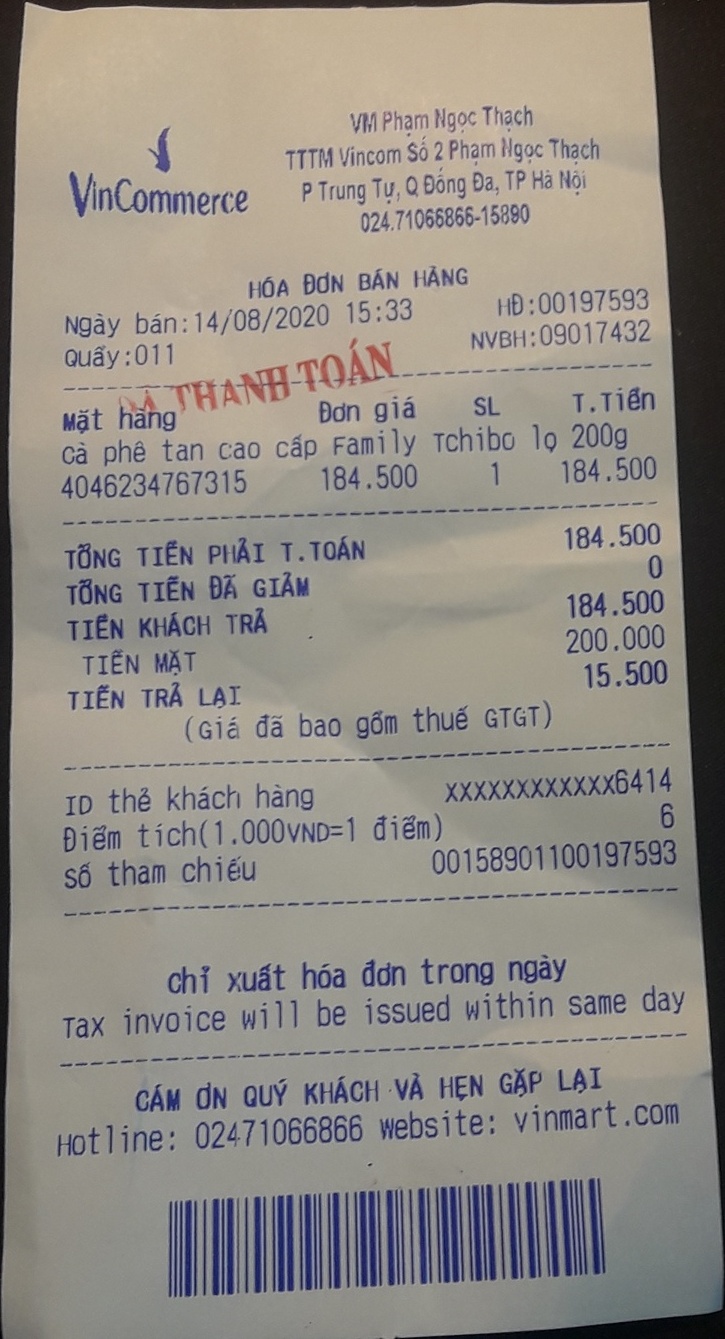 VinCommerce
VM Phạm Ngọc Thạch
TTTM Vincom Số 2 Phạm Ngọc Thạch
P Trung Tự, Q Đống Đa, TP Hà Nội
024.71066866-15890
HÓA ĐƠN BÁN HÀNG
Ngày bán:14/08/2020 15:33 HĐ:00197593
Quầy:011 NVBH:09017432
ĐÃ THANH TOÁN
Mặt hàng Đơn giá SL T.Tiền
Cà phê tan cao cấp Family Tchibo lọ 200g
4046234767315 184.500 1 184.500
TỔNG TIỀN PHẢI T.TOÁN 184.500
TỔNG TIỀN ĐÃ GIẢM 0
TIỀN KHÁCH TRẢ 184.500
TIỀN MẶT 200.000
TIỀN TRẢ LẠI 15.500
(Giá đã bao gồm thuế GTGT)
ID thẻ khách hàng XXXXXXXXXXXX6414
Điểm tích(1.000VND=1 điểm) 6
Số tham chiếu 00158901100197593
Chỉ xuất hóa đơn trong ngày
Tax invoice will be issued within same day
CÁM ƠN QUÝ KHÁCH VÀ HẸN GẶP LẠI
Hotline: 02471066866 Website: vinmart.com